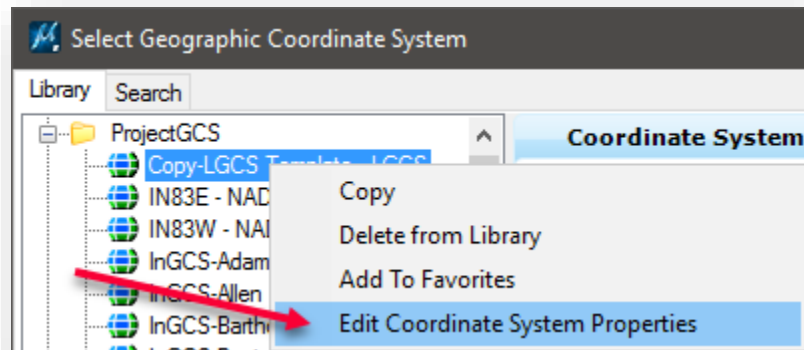 Select Geographic Coordinate System
Library Search
ProjectGCS
Coordinate System
Copy-LGCS Template - LGCS
IN83E - NAD
IN83W - NA
InGCS-Adam
InGCS-Allen
InGCS-Barth
Copy
Delete from Library
Add To Favorites
Edit Coordinate System Properties